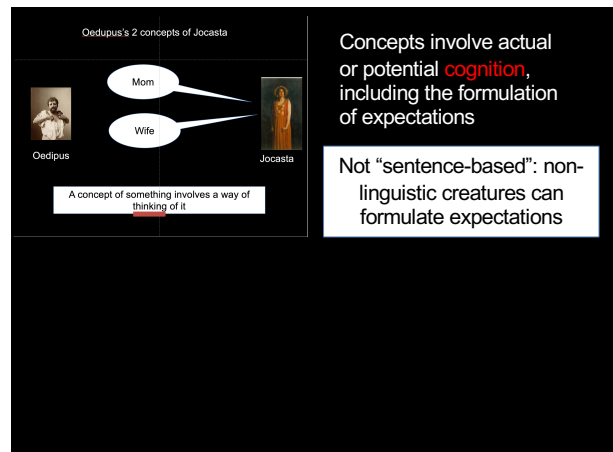 Oedupus's 2 concepts of Jocasta
Mom
Wife
Oedipus
Jocasta
A concept of something involves a way of
thinking of it
Concepts involve actual
or potential cognition,
including the formulation
of expectations
Not “sentence-based”: non-
linguistic creatures can
formulate expectations